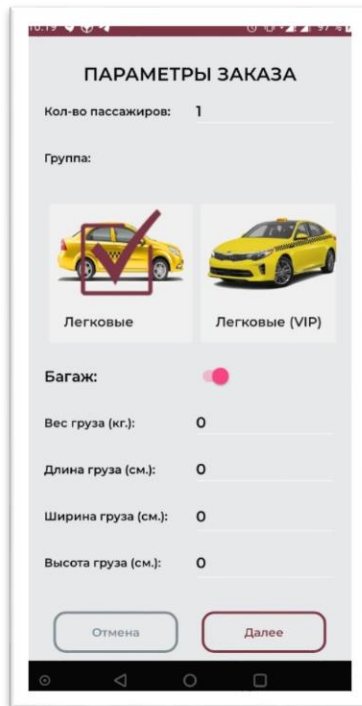 ПАРАМЕТРЫ ЗАКАЗА
Кол-во пассажиров: 1
Группа:
Легковые Легковые (VIP)
Багаж:
Вес груза (кг.): 0
Длина груза (см.): 0
Ширина груза (см.): 0
Высота груза (см.): 0
Отмена Далее